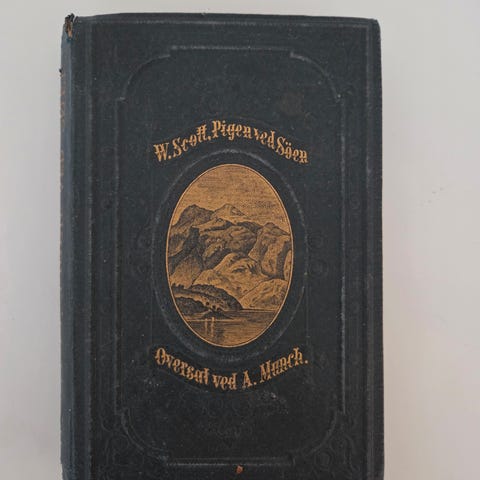 W. Scott, Pigen ved Söen
Oversat ved A. Munch.